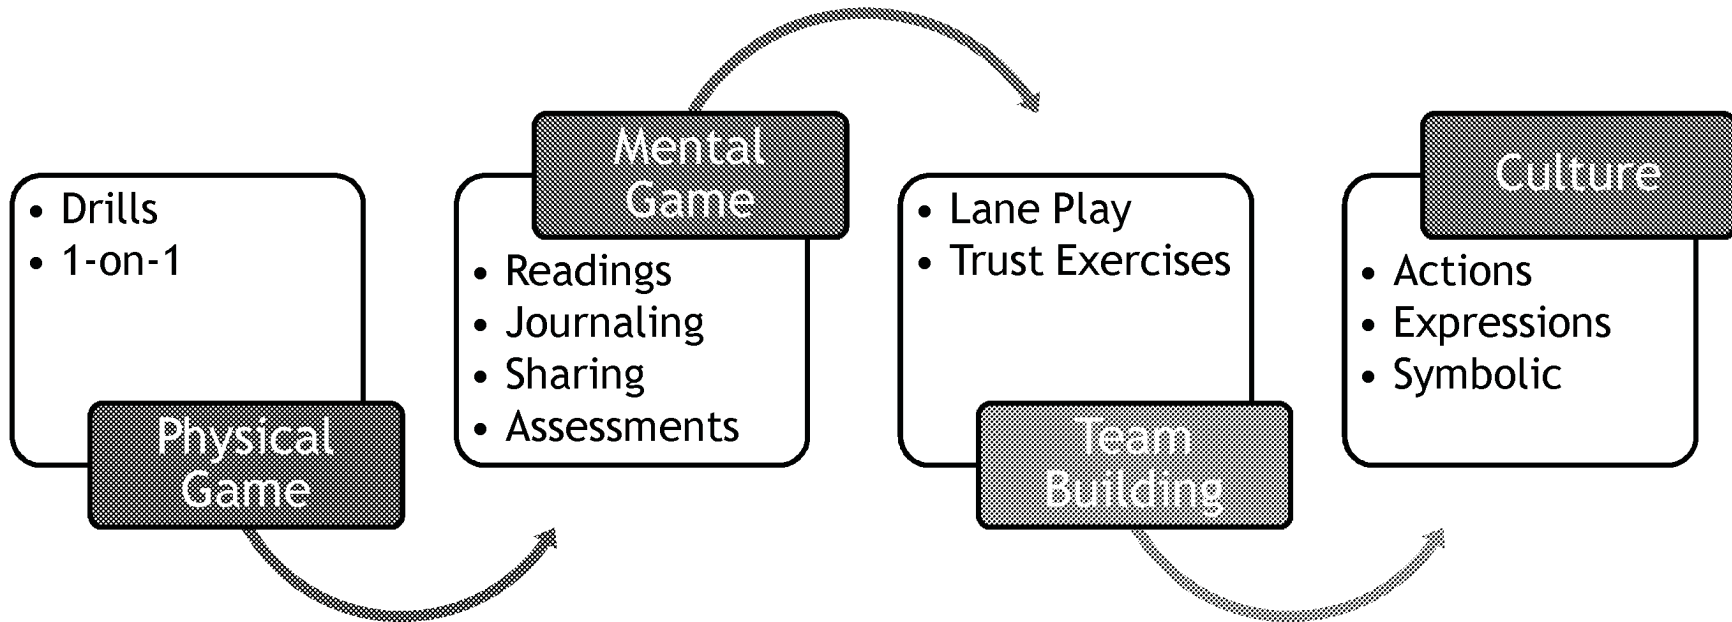 • Drills
• 1-on-1
Physical
Game
Mental
Game
• Readings
• Journaling
• Sharing
• Assessments
• Lane Play
• Trust Exercises
Team
Building
Culture
• Actions
• Expressions
• Symbolic